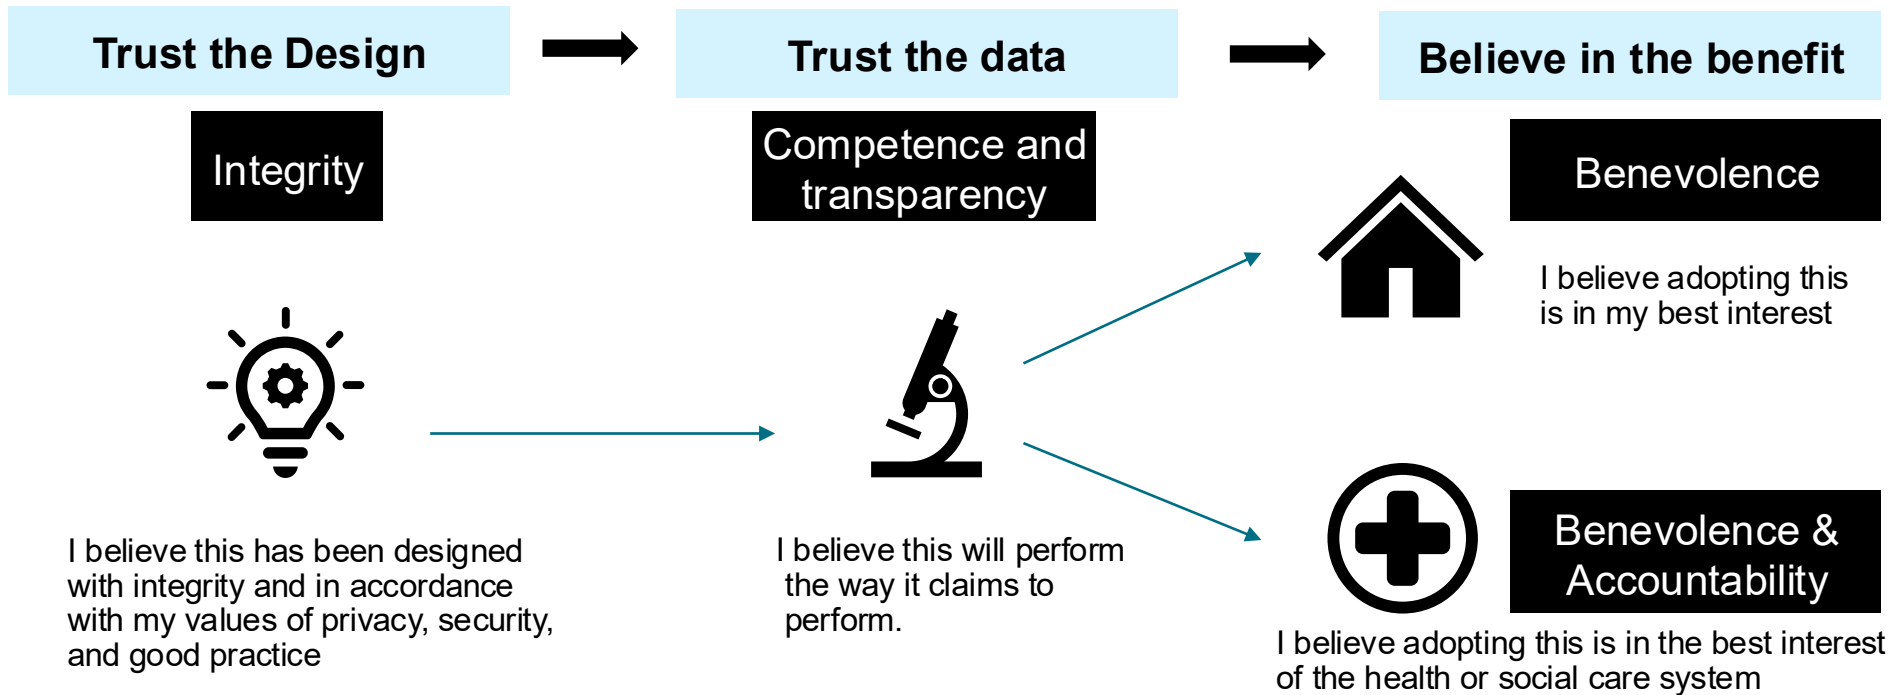 Trust the Design
Trust the data
Believe in the benefit
Integrity
Competence and
transparency
Benevolence
I believe adopting this
is in my best interest
I believe this has been designed
with integrity and in accordance
with my values of privacy, security,
and good practice
I believe this will perform
the way it claims to
perform.
Benevolence &
Accountability
I believe adopting this is in the best interest
of the health or social care system